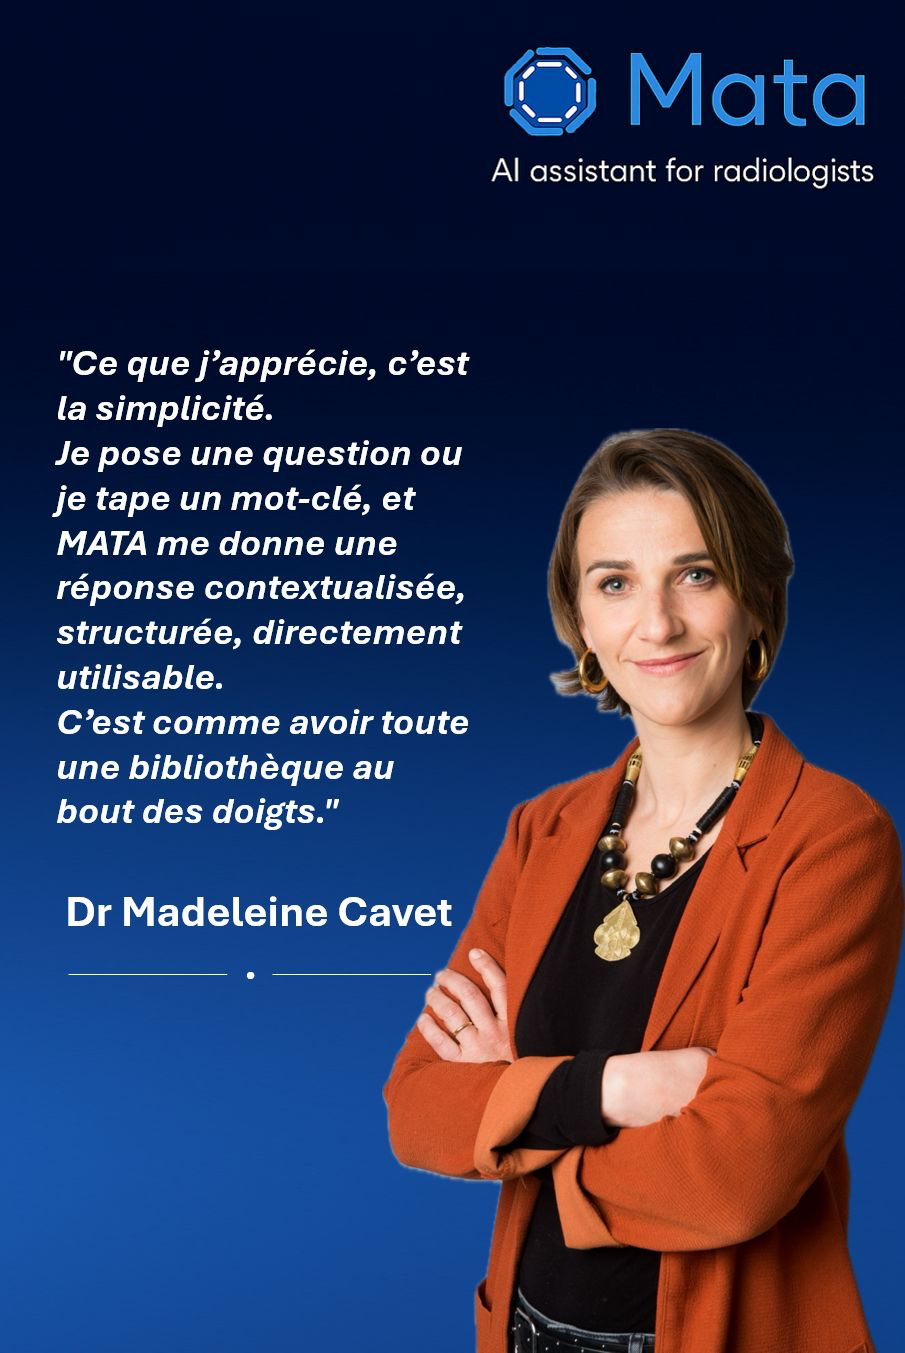 Mata
AI assistant for radiologists
"Ce que j’apprécie, c’est
la simplicité.
Je pose une question ou
je tape un mot-clé, et
MATA me donne une
réponse contextualisée,
structurée, directement
utilisable.
C’est comme avoir toute
une bibliothèque au
bout des doigts."
Dr Madeleine Cavet